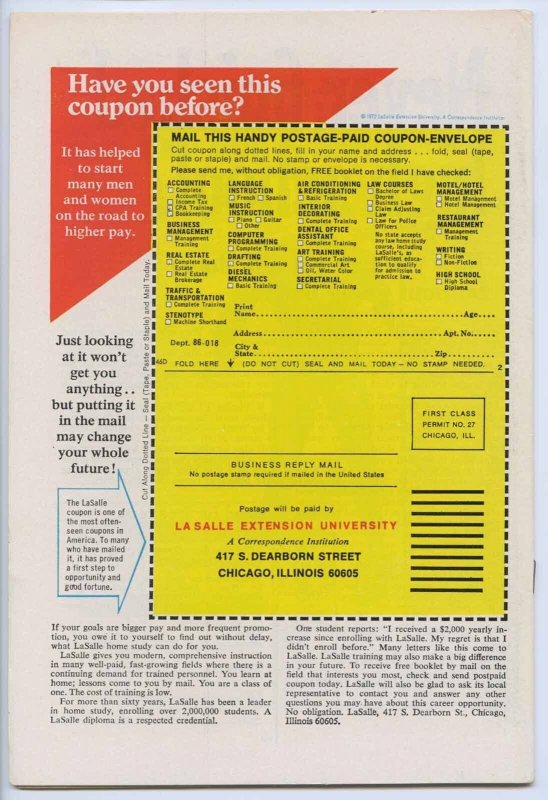 Have you seen this
coupon before?
© 1972 LaSalle Extension University, A Correspondence Institution
It has helped
to start
many men
and women
on the road to
higher pay.
MAIL THIS HANDY POSTAGE-PAID COUPON-ENVELOPE
Cut coupon along dotted lines, fill in your name and address . . . fold, seal (tape,
paste or staple) and mail. No stamp or envelope is necessary.
Please send me, without obligation, FREE booklet on the field I have checked:
ACCOUNTING
Complete
Accounting
Income Tax
CPA Training
Bookkeeping
BUSINESS
MANAGEMENT
Management
Training
REAL ESTATE
Complete Real
Estate
Real Estate
Brokerage
TRAFFIC &
TRANSPORTATION
Complete Training
STENOTYPE
Machine Shorthand
LANGUAGE
INSTRUCTION
French Spanish
MUSIC
INSTRUCTION
Piano Guitar
Other
COMPUTER
PROGRAMMING
Complete Training
DRAFTING
Complete Training
DIESEL
MECHANICS
Basic Training
AIR CONDITIONING
& REFRIGERATION
Basic Training
INTERIOR
DECORATING
Complete Training
DENTAL OFFICE
ASSISTANT
Complete Training
ART TRAINING
Complete Training
Commercial Art
Oil, Water Color
SECRETARIAL
Complete Training
LAW COURSES
Bachelor of Laws
Degree
Business Law
Claim Adjusting
Law
Law for Police
Officers
No state accepts
any law home study
course, including
LaSalle's, as
sufficient educa-
tion to qualify
for admission to
practice law.
MOTEL/HOTEL
MANAGEMENT
Motel Management
Hotel Management
RESTAURANT
MANAGEMENT
Management
Training
WRITING
Fiction
Non-Fiction
HIGH SCHOOL
High School
Diploma
Print
Name Age
Address Apt. No.
Dept. 86-018
City &
State Zip
46D FOLD HERE (DO NOT CUT) SEAL AND MAIL TODAY – NO STAMP NEEDED. 2
Cut Along Dotted Line — Seal (Tape, Paste or Staple) and Mail Today.
Just looking
at it won't
get you
anything . .
but putting it
in the mail
may change
your whole
future!
The LaSalle
coupon is one of
the most often-
seen coupons in
America. To many
who have mailed
it, it has proved
a first step to
opportunity and
good fortune.
FIRST CLASS
PERMIT NO. 27
CHICAGO, ILL.
BUSINESS REPLY MAIL
No postage stamp required if mailed in the United States
Postage will be paid by
LA SALLE EXTENSION UNIVERSITY
A Correspondence Institution
417 S. DEARBORN STREET
CHICAGO, ILLINOIS 60605
If your goals are bigger pay and more frequent promo-
tion, you owe it to yourself to find out without delay,
what LaSalle home study can do for you.
LaSalle gives you modern, comprehensive instruction
in many well-paid, fast-growing fields where there is a
continuing demand for trained personnel. You learn at
home; lessons come to you by mail. You are a class of
one. The cost of training is low.
For more than sixty years, LaSalle has been a leader
in home study, enrolling over 2,000,000 students. A
LaSalle diploma is a respected credential.
One student reports: "I received a $2,000 yearly in-
crease since enrolling with LaSalle. My regret is that I
didn't enroll before." Many letters like this come to
LaSalle. LaSalle training may also make a big difference
in your future. To receive free booklet by mail on the
field that interests you most, check and send postpaid
coupon today. LaSalle will also be glad to ask its local
representative to contact you and answer any other
questions you may have about this career opportunity.
No obligation. LaSalle, 417 S. Dearborn St., Chicago,
Illinois 60605.